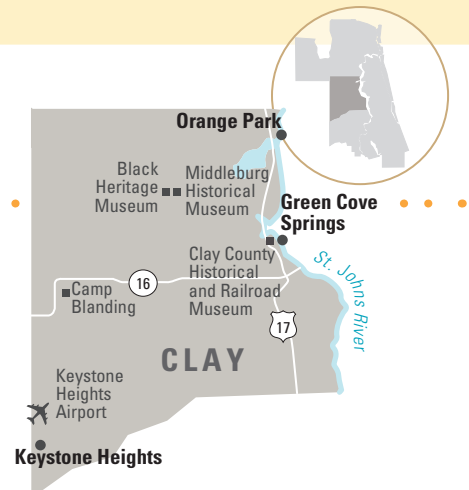 Orange Park
Black
Heritage
Museum
Middleburg
Historical
Museum
Green Cove
Springs
Clay County
Historical
and Railroad
Museum
St. Johns River
16
Camp
Blanding
17
CLAY
Keystone
Heights
Airport
Keystone Heights